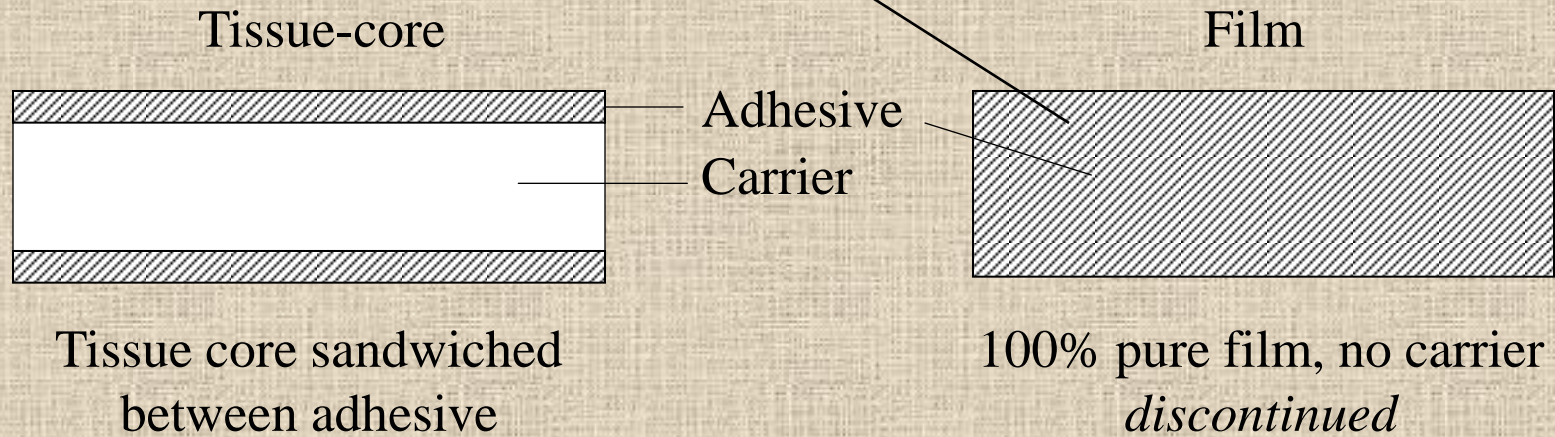 Tissue-core
Film
Adhesive
Carrier
Tissue core sandwiched
between adhesive
100% pure film, no carrier
discontinued